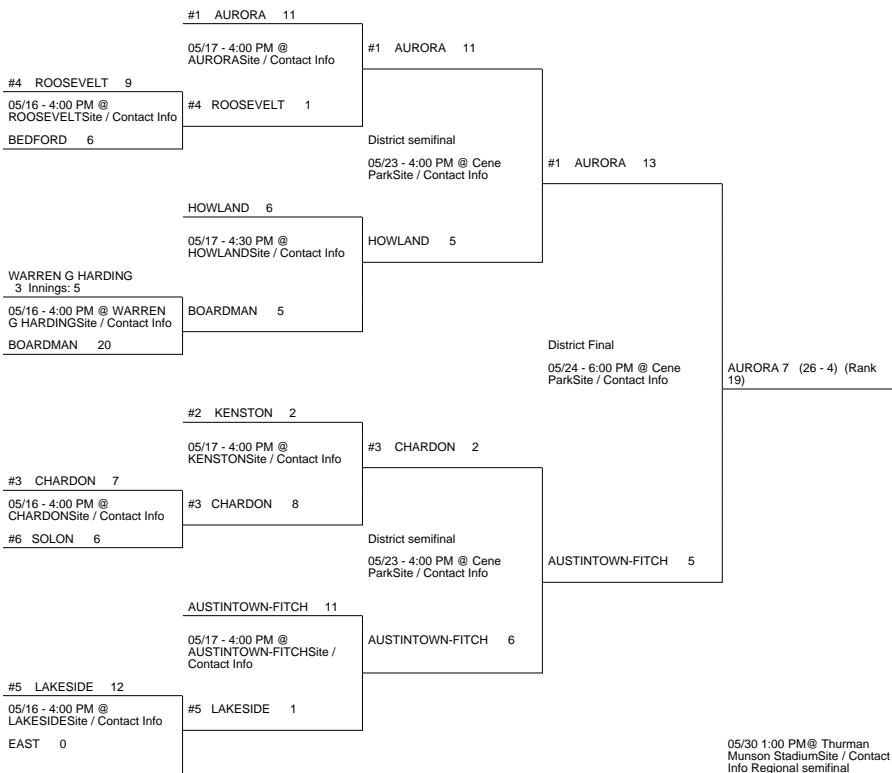 #1 AURORA 11
05/17 - 4:00 PM @
AURORASite / Contact Info
#1 AURORA 11
#4 ROOSEVELT 9
05/16 - 4:00 PM @
ROOSEVELTSite / Contact Info
#4 ROOSEVELT 1
BEDFORD 6
District semifinal
05/23 - 4:00 PM @ Cene
ParkSite / Contact Info
#1 AURORA 13
HOWLAND 6
05/17 - 4:30 PM @
HOWLANDSite / Contact Info
HOWLAND 5
WARREN G HARDING
3 Innings: 5
05/16 - 4:00 PM @ WARREN
G HARDINGSite / Contact Info
BOARDMAN 5
BOARDMAN 20
District Final
05/24 - 6:00 PM @ Cene
ParkSite / Contact Info
AURORA 7 (26 - 4) (Rank
19)
#2 KENSTON 2
05/17 - 4:00 PM @
KENSTONSite / Contact Info
#3 CHARDON 2
#3 CHARDON 7
05/16 - 4:00 PM @
CHARDONSite / Contact Info
#3 CHARDON 8
#6 SOLON 6
District semifinal
05/23 - 4:00 PM @ Cene
ParkSite / Contact Info
AUSTINTOWN-FITCH 5
AUSTINTOWN-FITCH 11
05/17 - 4:00 PM @
AUSTINTOWN-FITCHSite /
Contact Info
AUSTINTOWN-FITCH 6
#5 LAKESIDE 12
05/16 - 4:00 PM @
LAKESIDESite / Contact Info
#5 LAKESIDE 1
EAST 0
05/30 1:00 PM@ Thurman
Munson StadiumSite / Contact
Info Regional semifinal